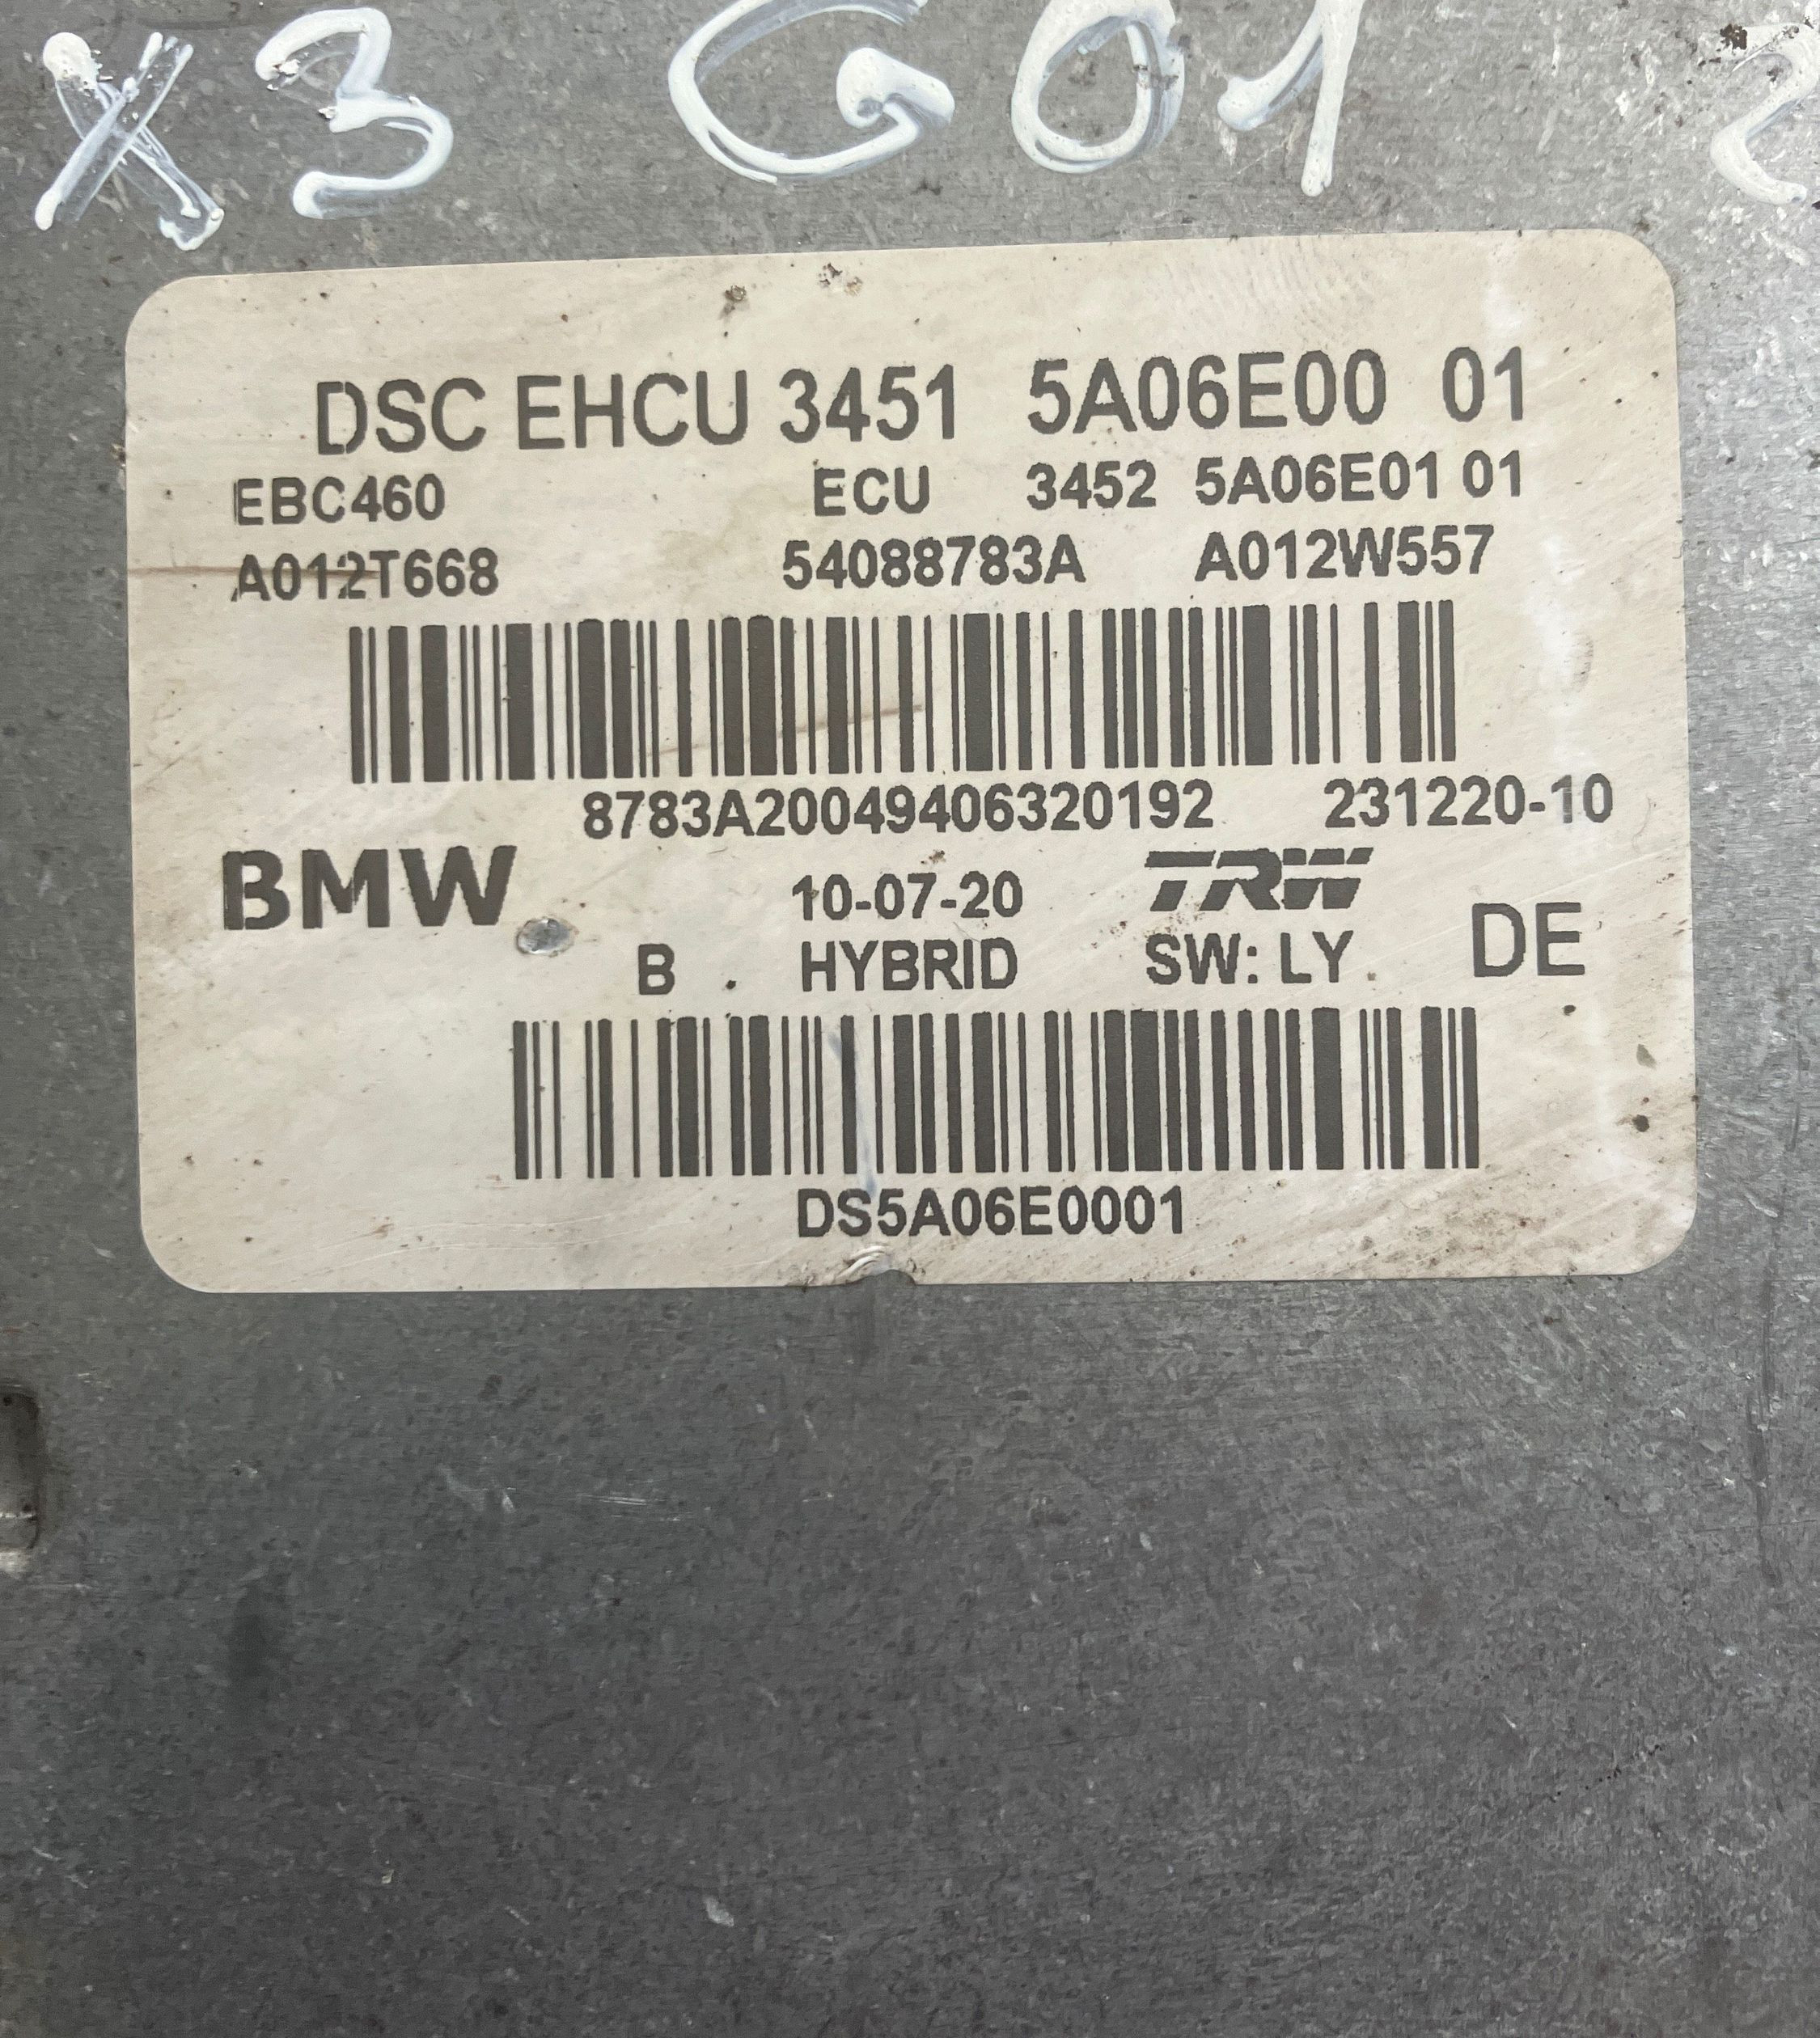 X3 G01 2
DSC EHCU 3451 5A06E00 01
EBC460 ECU 3452 5A06E01 01
A012T668 54088783A A012W557
8783A20049406320192 231220-10
BMW 10-07-20 TRW
B . HYBRID SW: LY DE
DS5A06E0001